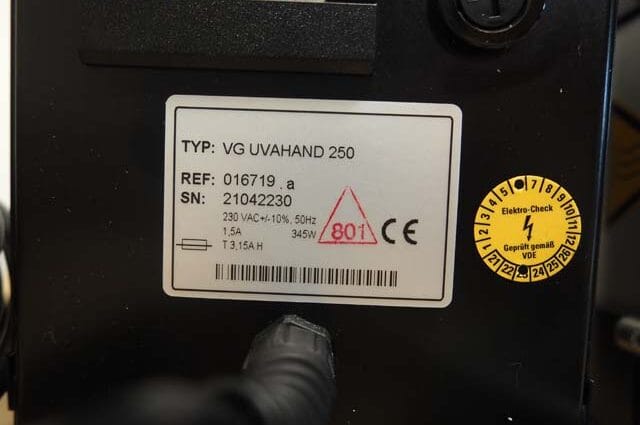 TYP: VG UVAHAND 250
REF: 016719 . a
SN: 21042230
230 VAC+/-10%, 50Hz
1,5A 345W
T 3,15A H
801
CE
1 2 3 4 5 7 8 9 10 11 12
Elektro-Check
Geprüft gemäß
VDE
21 22 23 24 25 26